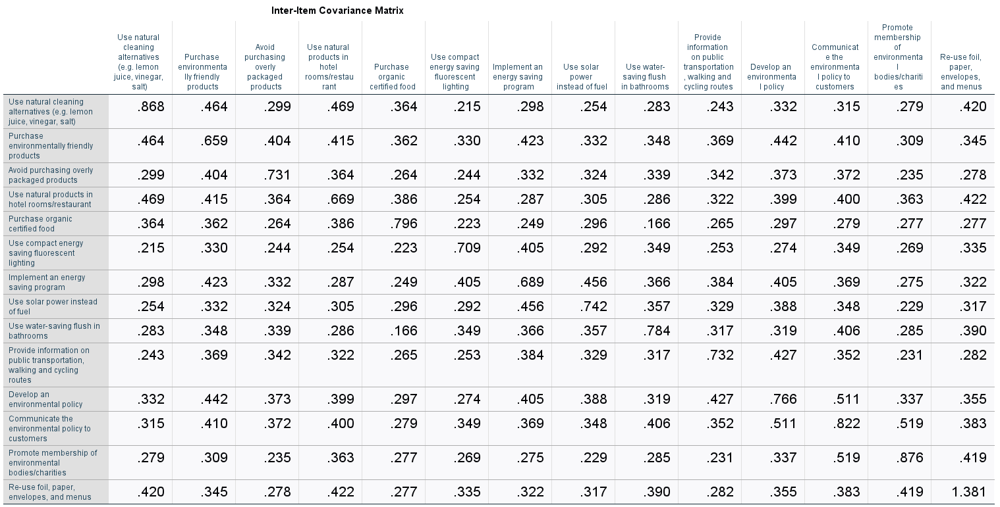 Inter-Item Covariance Matrix
Use natural
cleaning
alternatives
(e.g. lemon
juice, vinegar,
salt)
Purchase
environmenta
lly friendly
products
Avoid
purchasing
overly
packaged
products
Use natural
products in
hotel
rooms/restau
rant
Purchase
organic
certified food
Use compact
energy saving
fluorescent
lighting
Implement an
energy saving
program
Use solar
power
instead of fuel
Use water-
saving flush
in bathrooms
Provide
information
on public
transportation
, walking and
cycling routes
Develop an
environmenta
l policy
Communicat
e the
environmenta
l policy to
customers
Promote
membership
of
environmenta
l
bodies/chariti
es
Re-use foil,
paper,
envelopes,
and menus
Use natural cleaning
alternatives (e.g. lemon
juice, vinegar, salt)
.868 .464 .299 .469 .364 .215 .298 .254 .283 .243 .332 .315 .279 .420
Purchase
environmentally friendly
products
.464 .659 .404 .415 .362 .330 .423 .332 .348 .369 .442 .410 .309 .345
Avoid purchasing overly
packaged products
.299 .404 .731 .364 .264 .244 .332 .324 .339 .342 .373 .372 .235 .278
Use natural products in
hotel rooms/restaurant
.469 .415 .364 .669 .386 .254 .287 .305 .286 .322 .399 .400 .363 .422
Purchase organic
certified food
.364 .362 .264 .386 .796 .223 .249 .296 .166 .265 .297 .279 .277 .277
Use compact energy
saving fluorescent
lighting
.215 .330 .244 .254 .223 .709 .405 .292 .349 .253 .274 .349 .269 .335
Implement an energy
saving program
.298 .423 .332 .287 .249 .405 .689 .456 .366 .384 .405 .369 .275 .322
Use solar power instead
of fuel
.254 .332 .324 .305 .296 .292 .456 .742 .357 .329 .388 .348 .229 .317
Use water-saving flush in
bathrooms
.283 .348 .339 .286 .166 .349 .366 .357 .784 .317 .319 .406 .285 .390
Provide information on
public transportation,
walking and cycling
routes
.243 .369 .342 .322 .265 .253 .384 .329 .317 .732 .427 .352 .231 .282
Develop an
environmental policy
.332 .442 .373 .399 .297 .274 .405 .388 .319 .427 .766 .511 .337 .355
Communicate the
environmental policy to
customers
.315 .410 .372 .400 .279 .349 .369 .348 .406 .352 .511 .822 .519 .383
Promote membership of
environmental
bodies/charities
.279 .309 .235 .363 .277 .269 .275 .229 .285 .231 .337 .519 .876 .419
Re-use foil, paper,
envelopes, and menus
.420 .345 .278 .422 .277 .335 .322 .317 .390 .282 .355 .383 .419 1.381